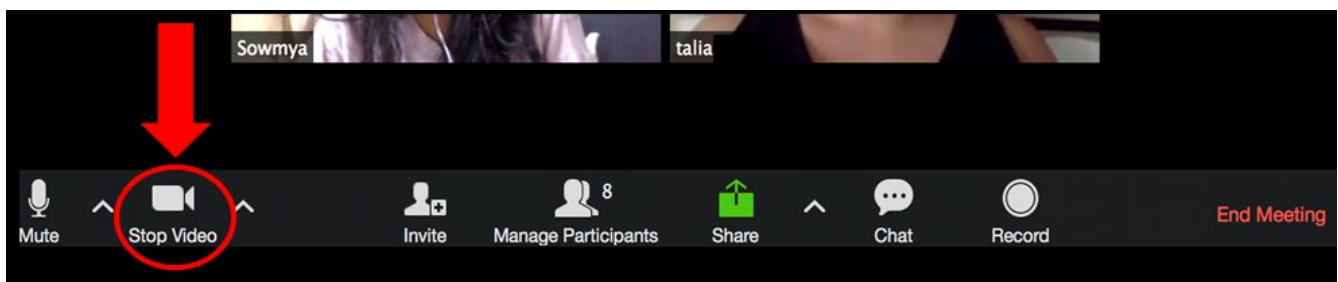 Sowmya
talia
8
Mute Stop Video Invite Manage Participants Share Chat Record End Meeting